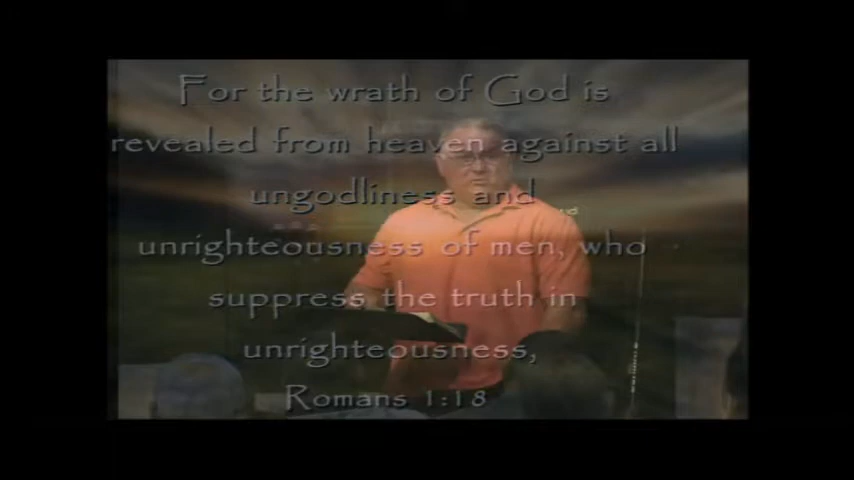 For the wrath of God is
revealed from heaven against all
ungodliness and
unrighteousness of men, who
suppress the truth in
unrighteousness,
Romans 1:18